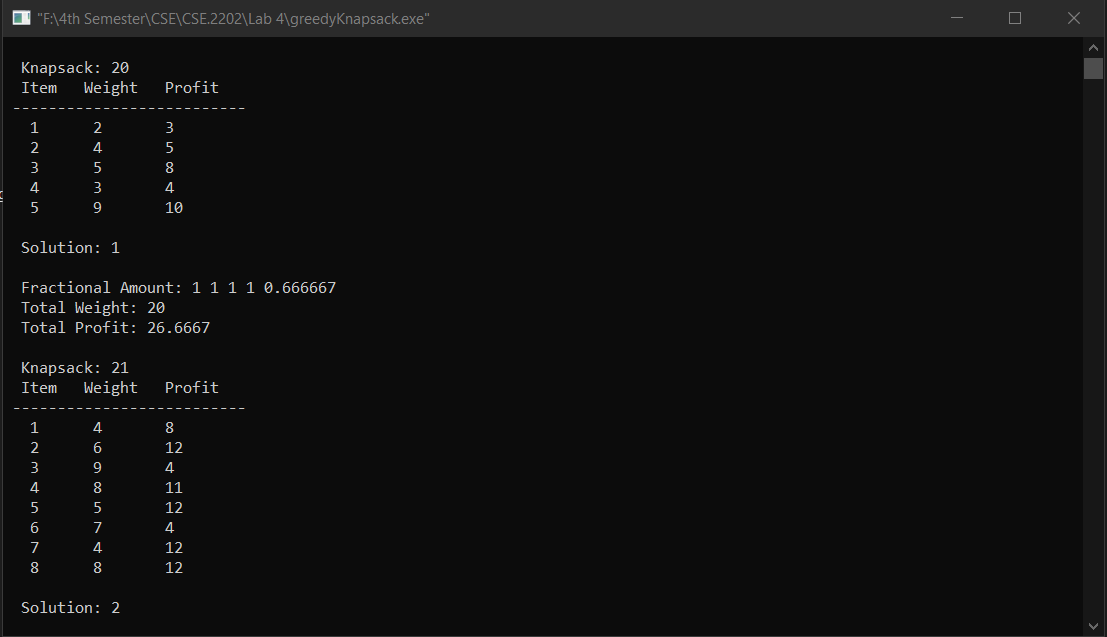 "F:\4th Semester\CSE\CSE.2202\Lab 4\greedyKnapsack.exe"
Knapsack: 20
Item Weight Profit
--------------------------
1 2 3
2 4 5
3 5 8
4 3 4
5 9 10
Solution: 1
Fractional Amount: 1 1 1 1 0.666667
Total Weight: 20
Total Profit: 26.6667
Knapsack: 21
Item Weight Profit
--------------------------
1 4 8
2 6 12
3 9 4
4 8 11
5 5 12
6 7 4
7 4 12
8 8 12
Solution: 2